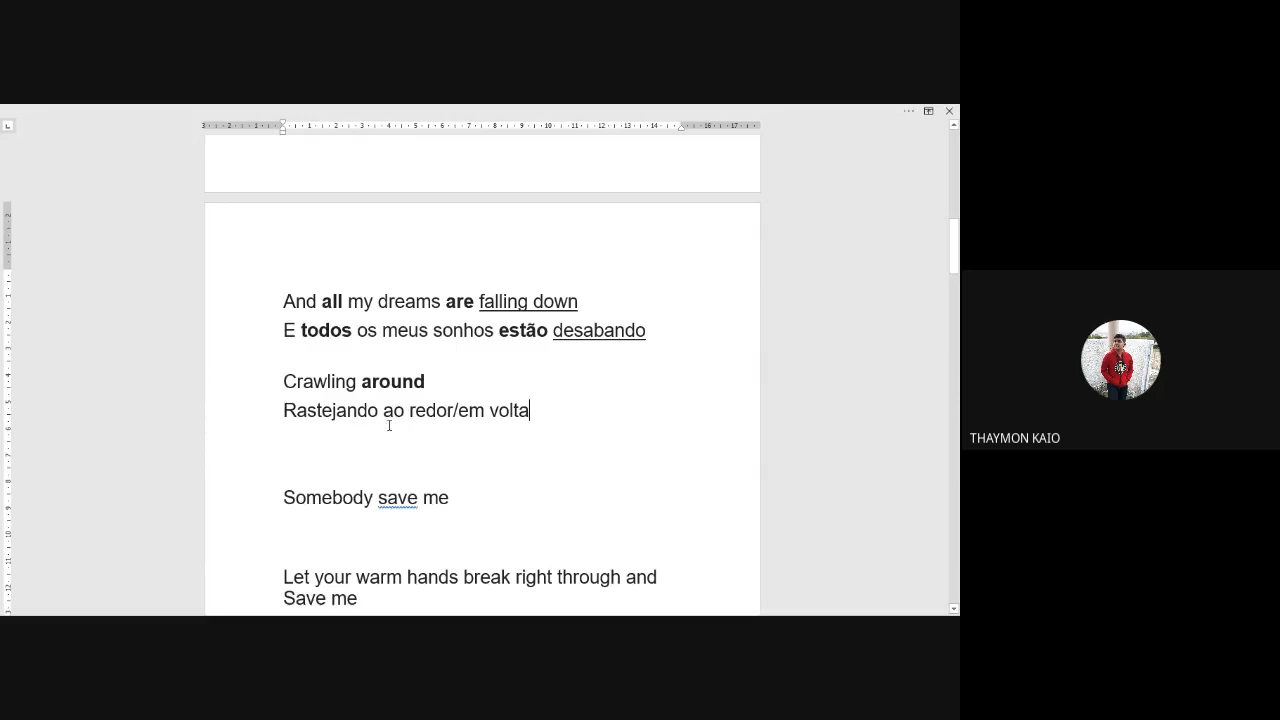 And all my dreams are falling down
E todos os meus sonhos estão desabando
Crawling around
Rastejando ao redor/em volta
Somebody save me
Let your warm hands break right through and
Save me
THAYMON KAIO